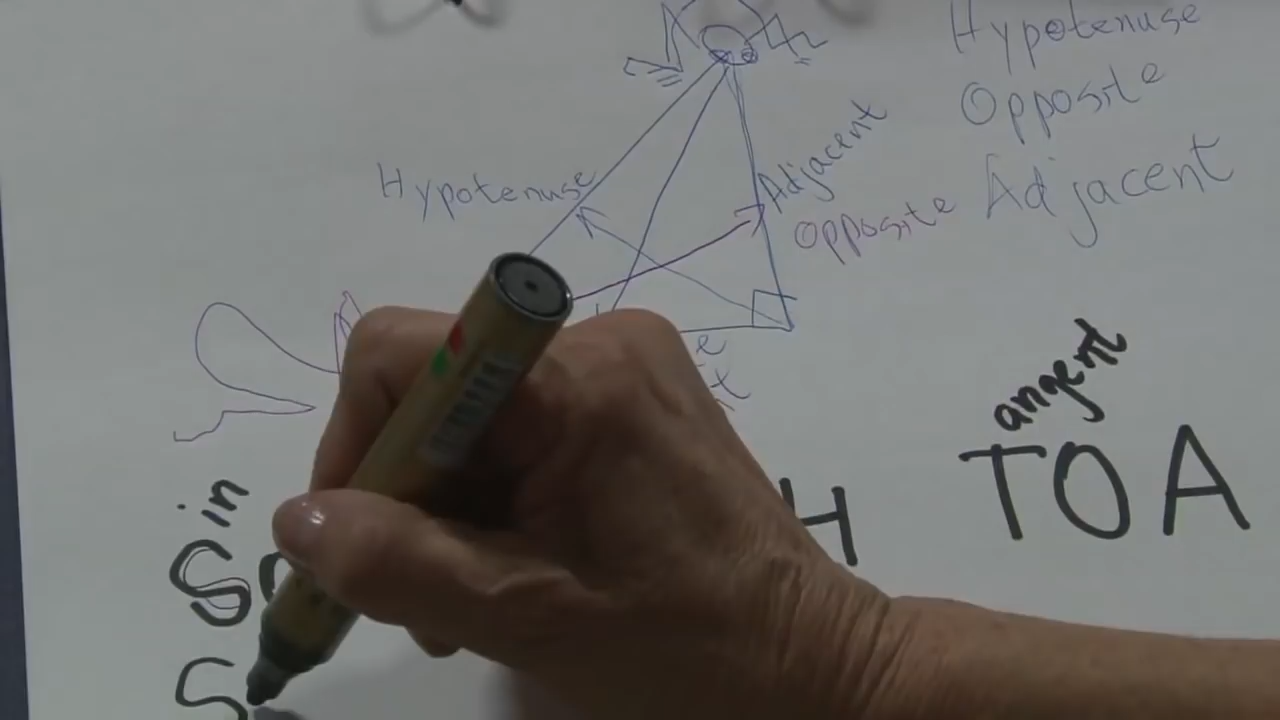 Hypotenuse
Opposite
Adjacent
Hypotenuse
Adjacent
Opposite
angent
TOA
in
S
H
S